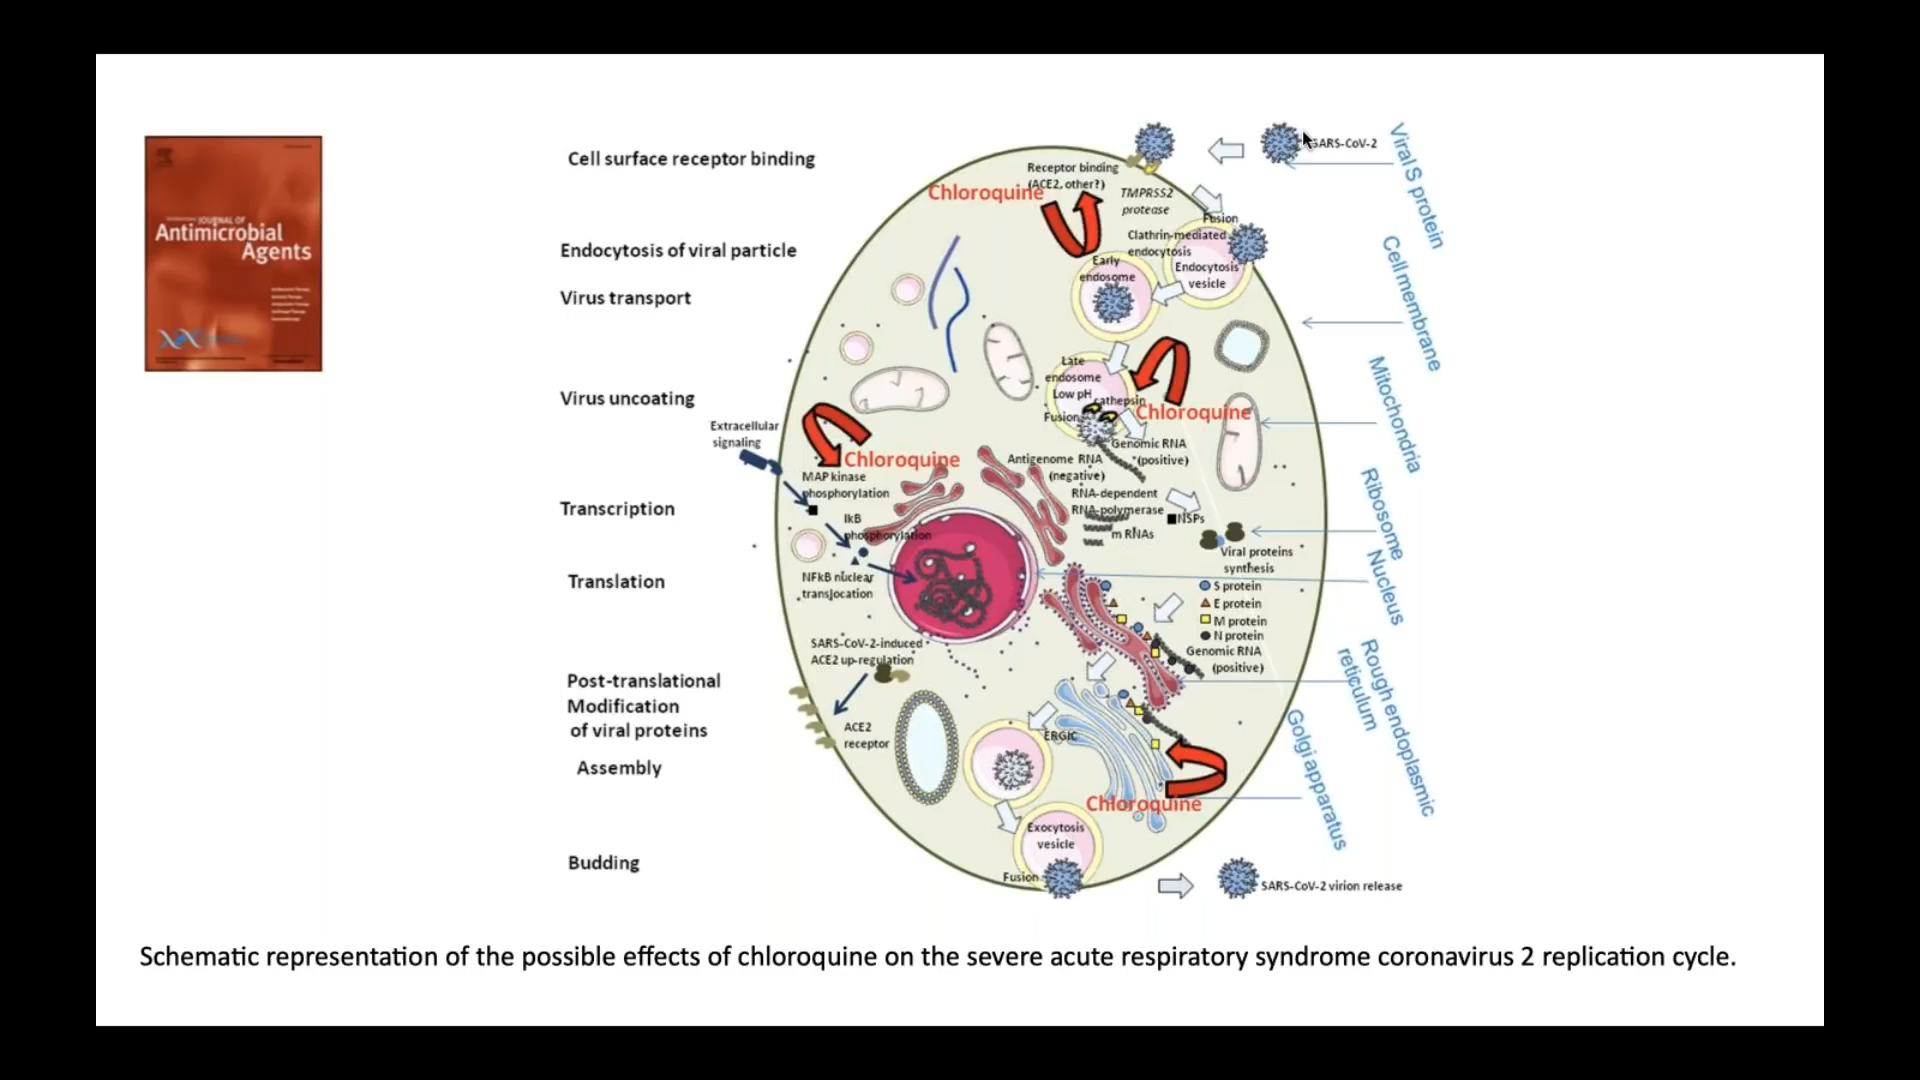 JOURNAL OF
Antimicrobial
Agents
Cell surface receptor binding
Endocytosis of viral particle
Virus transport
Virus uncoating
Transcription
Translation
Post-translational
Modification
of viral proteins
Assembly
Budding
SARS-CoV-2
Receptor binding
(ACE2, other?)
Chloroquine
TMPRSS2
protease
Fusion
Clathrin-mediated
endocytosis
Endocytosis
vesicle
Early
endosome
Late
endosome
Low pH
cathepsin
Fusion
Chloroquine
Genomic RNA
(positive)
Extracellular
signaling
Chloroquine
MAP kinase
phosphorylation
IkB
phosphorylation
NFkB nuclear
translocation
Antigenome RNA
(negative)
RNA-dependent
RNA-polymerase
NSPs
m RNAs
Viral proteins
synthesis
S protein
E protein
M protein
N protein
Genomic RNA
(positive)
SARS-CoV-2-induced
ACE2 up-regulation
ACE2
receptor
ERGIC
Chloroquine
Exocytosis
vesicle
Fusion
SARS-CoV-2 virion release
Viral S protein
Cell membrane
Mitochondria
Ribosome
Nucleus
Rough endoplasmic
reticulum
Golgi apparatus
Schematic representation of the possible effects of chloroquine on the severe acute respiratory syndrome coronavirus 2 replication cycle.